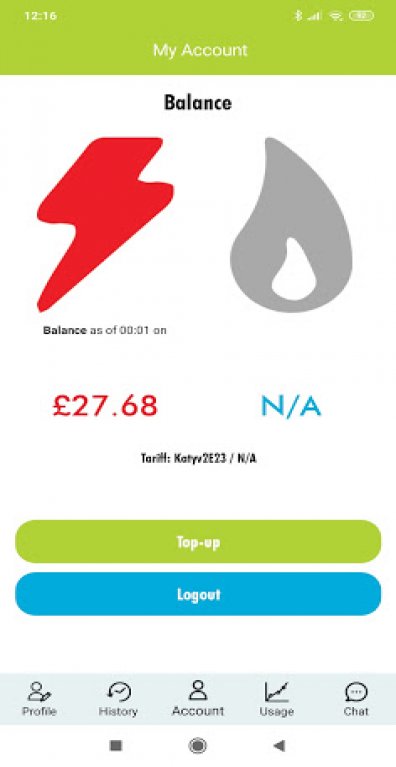 12:16
92
My Account
Balance
Balance as of 00:01 on
£27.68
N/A
Tariff: Katyv2E23 / N/A
Top-up
Logout
Profile
History
Account
Usage
Chat